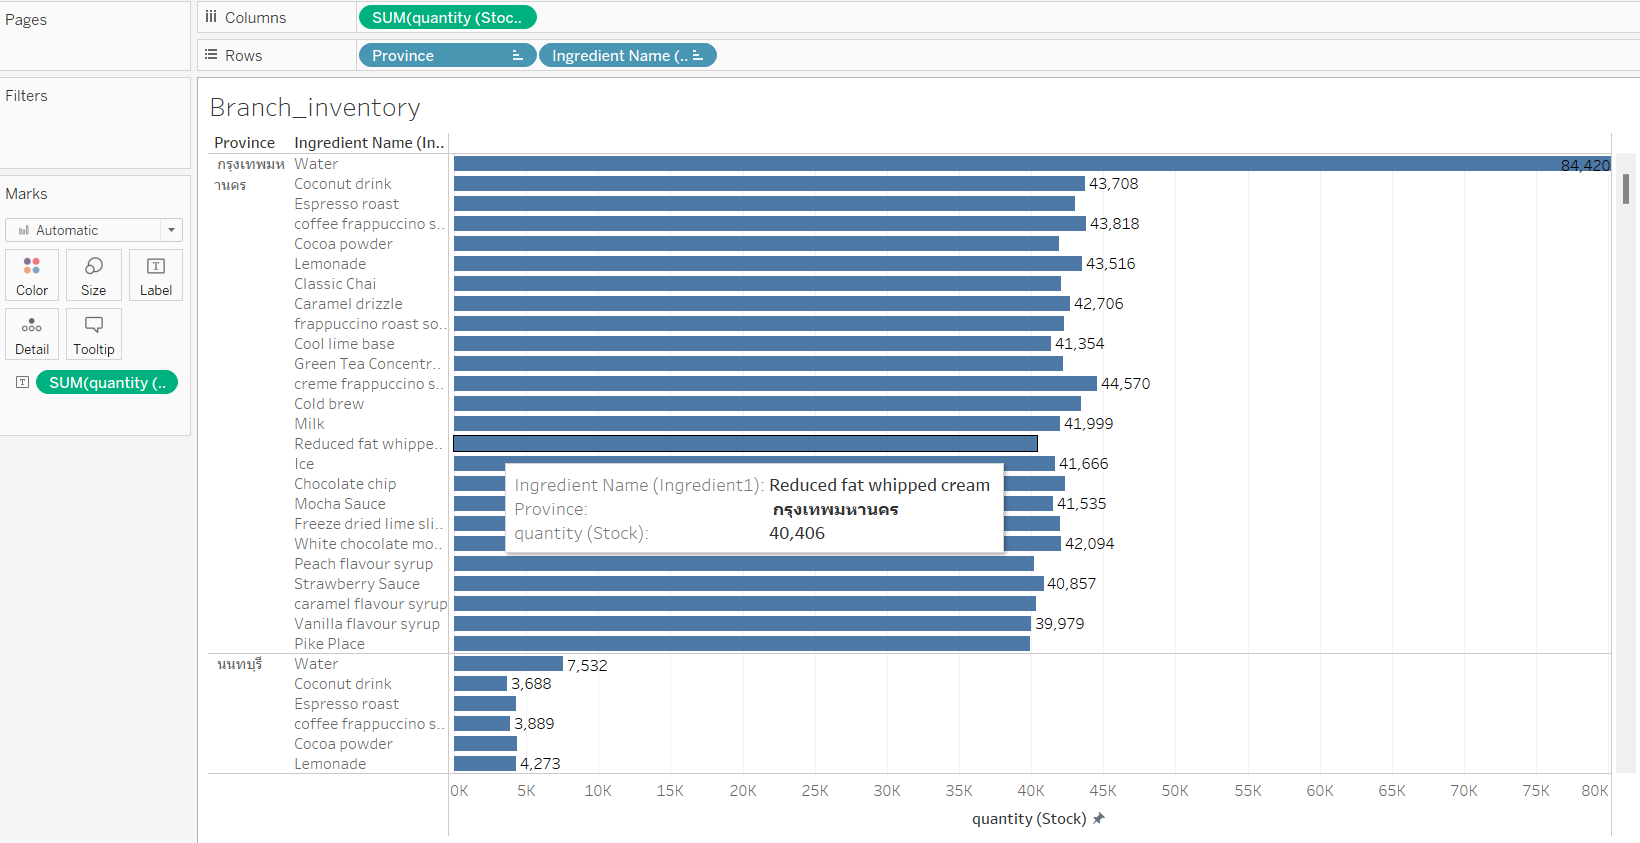 Pages
Columns
SUM(quantity (Stoc..
Rows
Province
Ingredient Name (..
Filters
Marks
Automatic
Color
Size
Label
Detail
Tooltip
SUM(quantity (..
Branch_inventory
Province
Ingredient Name (In..
กรุงเทพมห
านคร
Water
84,420
Coconut drink
43,708
Espresso roast
coffee frappuccino s..
43,818
Cocoa powder
Lemonade
43,516
Classic Chai
Caramel drizzle
42,706
frappuccino roast so..
Cool lime base
41,354
Green Tea Concentr..
creme frappuccino s..
44,570
Cold brew
Milk
41,999
Reduced fat whippe..
Ice
41,666
Chocolate chip
Mocha Sauce
41,535
Freeze dried lime sli..
White chocolate mo..
42,094
Peach flavour syrup
Strawberry Sauce
40,857
caramel flavour syrup
Vanilla flavour syrup
39,979
Pike Place
Ingredient Name (Ingredient1): Reduced fat whipped cream
Province: กรุงเทพมหานคร
quantity (Stock): 40,406
นนทบุรี
Water
7,532
Coconut drink
3,688
Espresso roast
coffee frappuccino s..
3,889
Cocoa powder
Lemonade
4,273
0K 5K 10K 15K 20K 25K 30K 35K 40K 45K 50K 55K 60K 65K 70K 75K 80K
quantity (Stock)